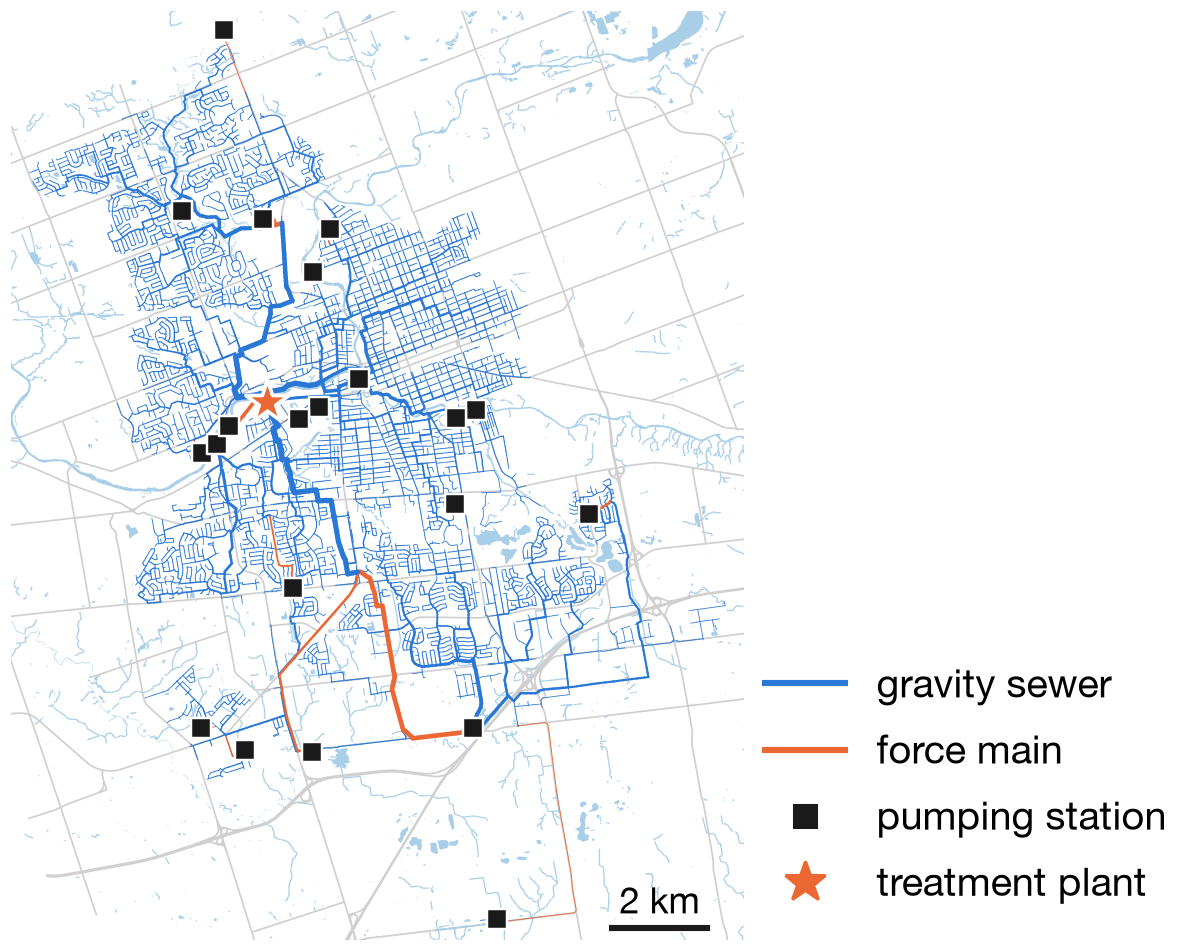 gravity sewer
force main
pumping station
treatment plant
2 km